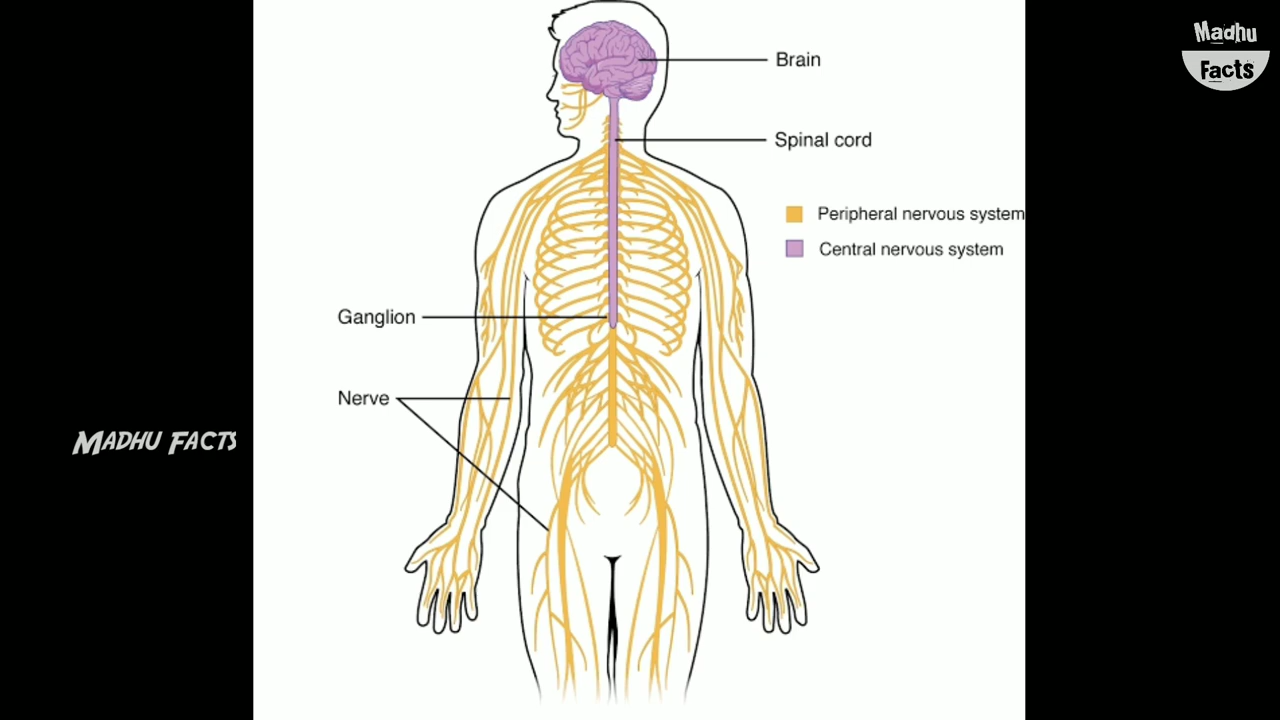 Madhu
Facts
Brain
Spinal cord
Peripheral nervous system
Central nervous system
Ganglion
Nerve
MADHU FACTS